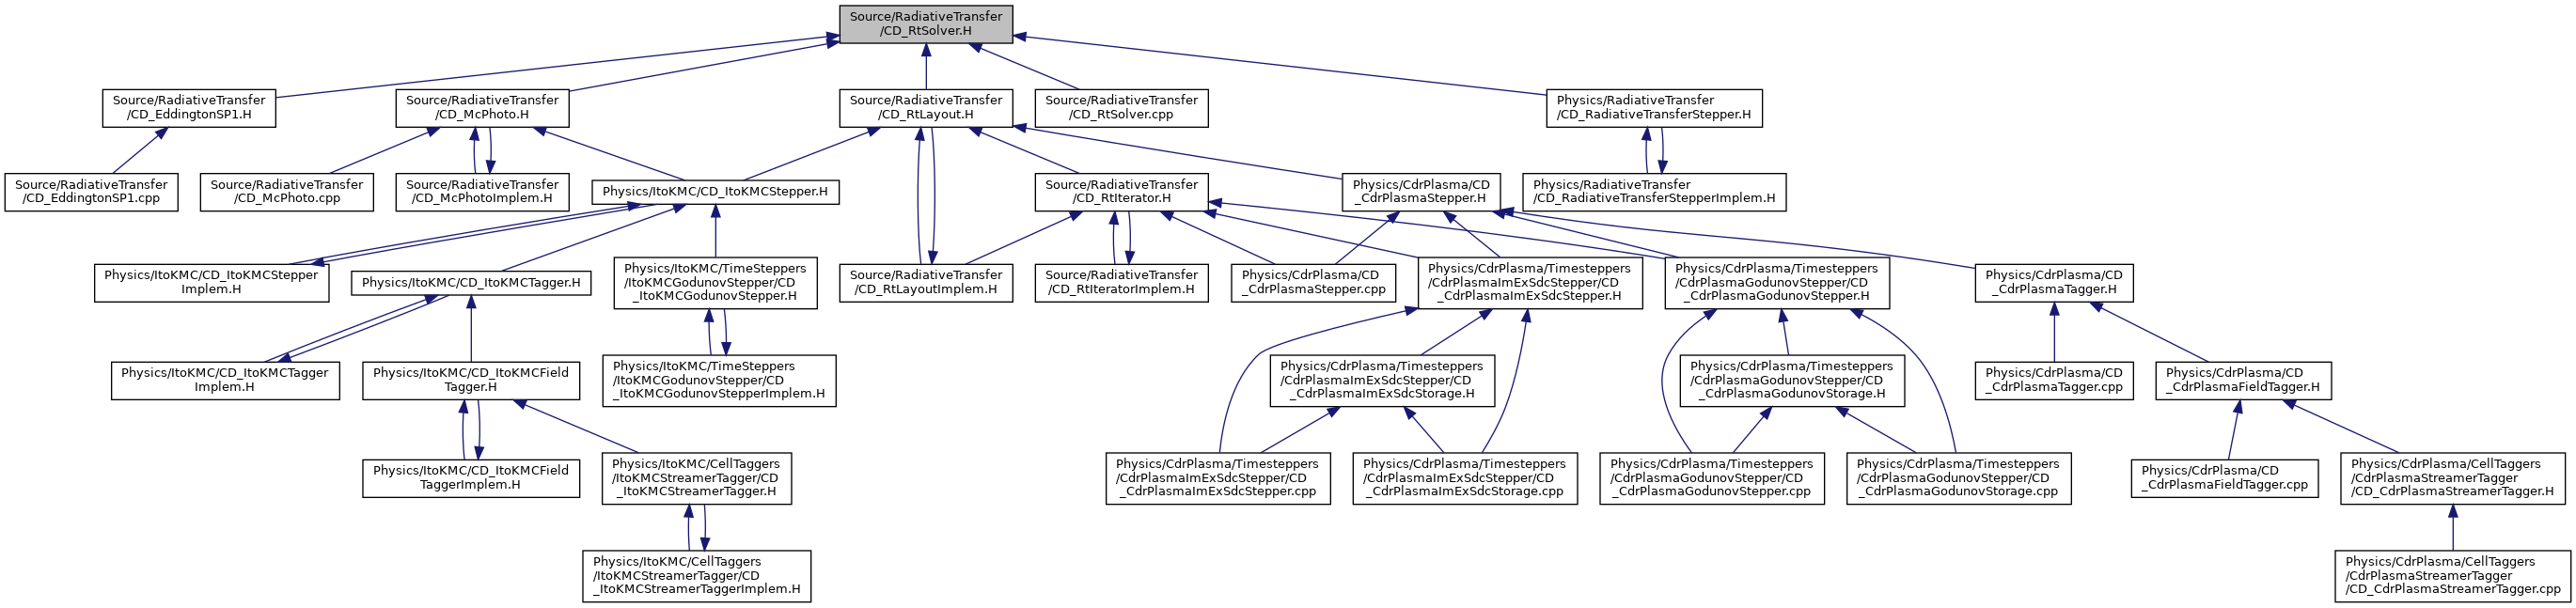 Source/RadiativeTransfer
/CD_RtSolver.H
Source/RadiativeTransfer
/CD_EddingtonSP1.H
Source/RadiativeTransfer
/CD_McPhoto.H
Source/RadiativeTransfer
/CD_RtLayout.H
Source/RadiativeTransfer
/CD_RtSolver.cpp
Physics/RadiativeTransfer
/CD_RadiativeTransferStepper.H
Source/RadiativeTransfer
/CD_EddingtonSP1.cpp
Source/RadiativeTransfer
/CD_McPhoto.cpp
Source/RadiativeTransfer
/CD_McPhotoImplem.H
Physics/ItoKMC/CD_ItoKMCStepper.H
Source/RadiativeTransfer
/CD_RtIterator.H
Physics/CdrPlasma/CD
_CdrPlasmaStepper.H
Physics/RadiativeTransfer
/CD_RadiativeTransferStepperImplem.H
Physics/ItoKMC/CD_ItoKMCStepper
Implem.H
Physics/ItoKMC/CD_ItoKMCTagger.H
Physics/ItoKMC/TimeSteppers
/ItoKMCGodunovStepper/CD
_ItoKMCGodunovStepper.H
Source/RadiativeTransfer
/CD_RtLayoutImplem.H
Source/RadiativeTransfer
/CD_RtIteratorImplem.H
Physics/CdrPlasma/CD
_CdrPlasmaStepper.cpp
Physics/CdrPlasma/Timesteppers
/CdrPlasmaImExSdcStepper/CD
_CdrPlasmaImExSdcStepper.H
Physics/CdrPlasma/Timesteppers
/CdrPlasmaGodunovStepper/CD
_CdrPlasmaGodunovStepper.H
Physics/CdrPlasma/CD
_CdrPlasmaTagger.H
Physics/ItoKMC/CD_ItoKMCTagger
Implem.H
Physics/ItoKMC/CD_ItoKMCField
Tagger.H
Physics/ItoKMC/TimeSteppers
/ItoKMCGodunovStepper/CD
_ItoKMCGodunovStepperImplem.H
Physics/CdrPlasma/Timesteppers
/CdrPlasmaImExSdcStepper/CD
_CdrPlasmaImExSdcStorage.H
Physics/CdrPlasma/Timesteppers
/CdrPlasmaGodunovStepper/CD
_CdrPlasmaGodunovStorage.H
Physics/CdrPlasma/CD
_CdrPlasmaTagger.cpp
Physics/CdrPlasma/CD
_CdrPlasmaFieldTagger.H
Physics/ItoKMC/CD_ItoKMCField
TaggerImplem.H
Physics/ItoKMC/CellTaggers
/ItoKMCStreamerTagger/CD
_ItoKMCStreamerTagger.H
Physics/CdrPlasma/Timesteppers
/CdrPlasmaImExSdcStepper/CD
_CdrPlasmaImExSdcStepper.cpp
Physics/CdrPlasma/Timesteppers
/CdrPlasmaImExSdcStepper/CD
_CdrPlasmaImExSdcStorage.cpp
Physics/CdrPlasma/Timesteppers
/CdrPlasmaGodunovStepper/CD
_CdrPlasmaGodunovStepper.cpp
Physics/CdrPlasma/Timesteppers
/CdrPlasmaGodunovStepper/CD
_CdrPlasmaGodunovStorage.cpp
Physics/CdrPlasma/CD
_CdrPlasmaFieldTagger.cpp
Physics/CdrPlasma/CellTaggers
/CdrPlasmaStreamerTagger
/CD_CdrPlasmaStreamerTagger.H
Physics/ItoKMC/CellTaggers
/ItoKMCStreamerTagger/CD
_ItoKMCStreamerTaggerImplem.H
Physics/CdrPlasma/CellTaggers
/CdrPlasmaStreamerTagger
/CD_CdrPlasmaStreamerTagger.cpp